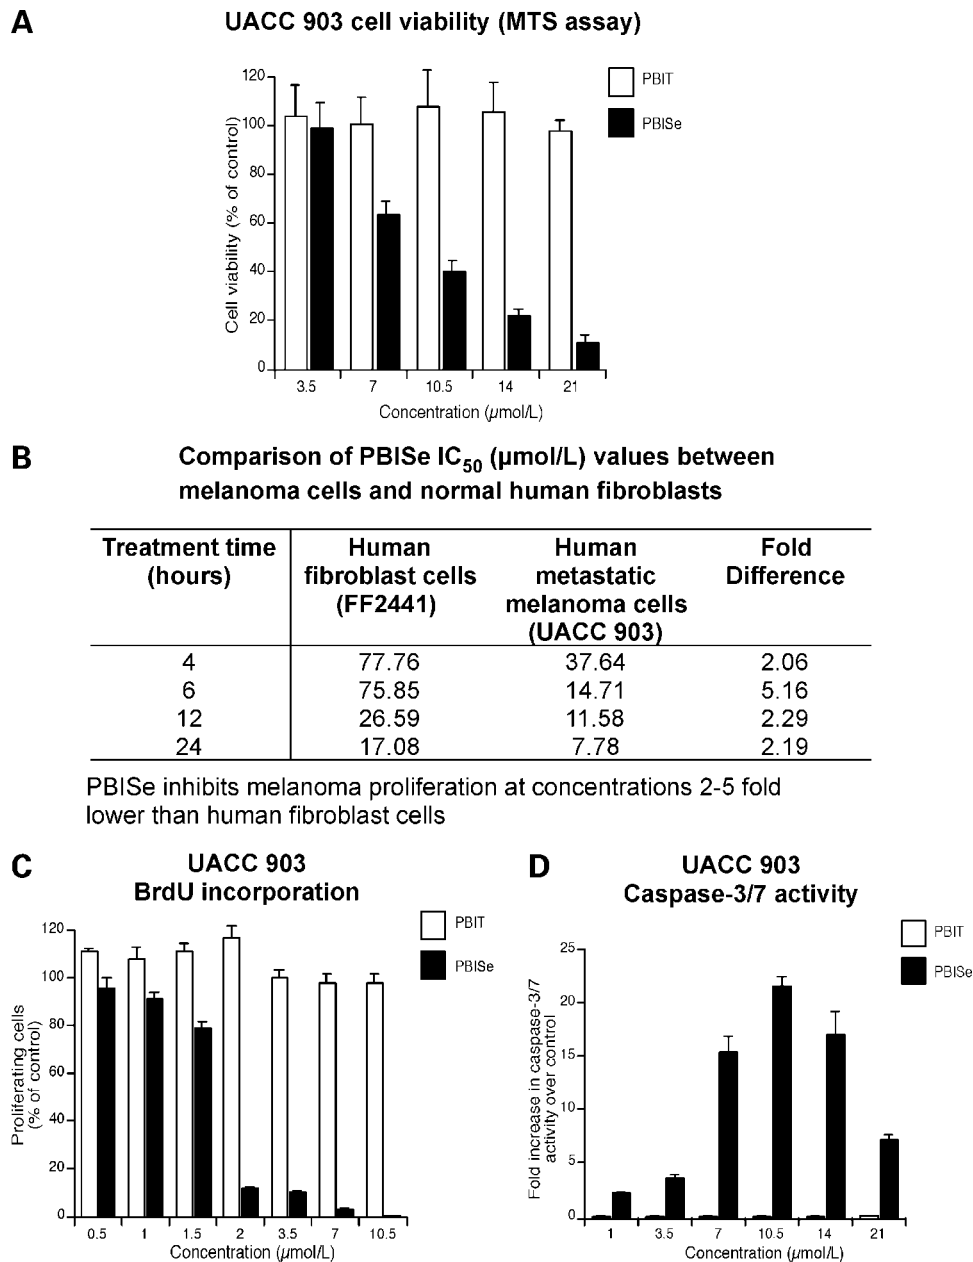 A
UACC 903 cell viability (MTS assay)
PBIT
PBISe
Cell viability (% of control)
120
100
80
60
40
20
0
3.5 7 10.5 14 21
Concentration (µmol/L)
B
Comparison of PBISe IC50 (µmol/L) values between
melanoma cells and normal human fibroblasts
Treatment time
(hours)
Human
fibroblast cells
(FF2441)
Human
metastatic
melanoma cells
(UACC 903)
Fold
Difference
4 77.76 37.64 2.06
6 75.85 14.71 5.16
12 26.59 11.58 2.29
24 17.08 7.78 2.19
PBISe inhibits melanoma proliferation at concentrations 2-5 fold
lower than human fibroblast cells
C
UACC 903
BrdU incorporation
PBIT
PBISe
Proliferating cells
(% of control)
120
100
80
60
40
20
0
0.5 1 1.5 2 3.5 7 10.5
Concentration (µmol/L)
D
UACC 903
Caspase-3/7 activity
PBIT
PBISe
Fold increase in caspase-3/7
activity over control
25
20
15
10
5
0
1 3.5 7 10.5 14 21
Concentration (µmol/L)